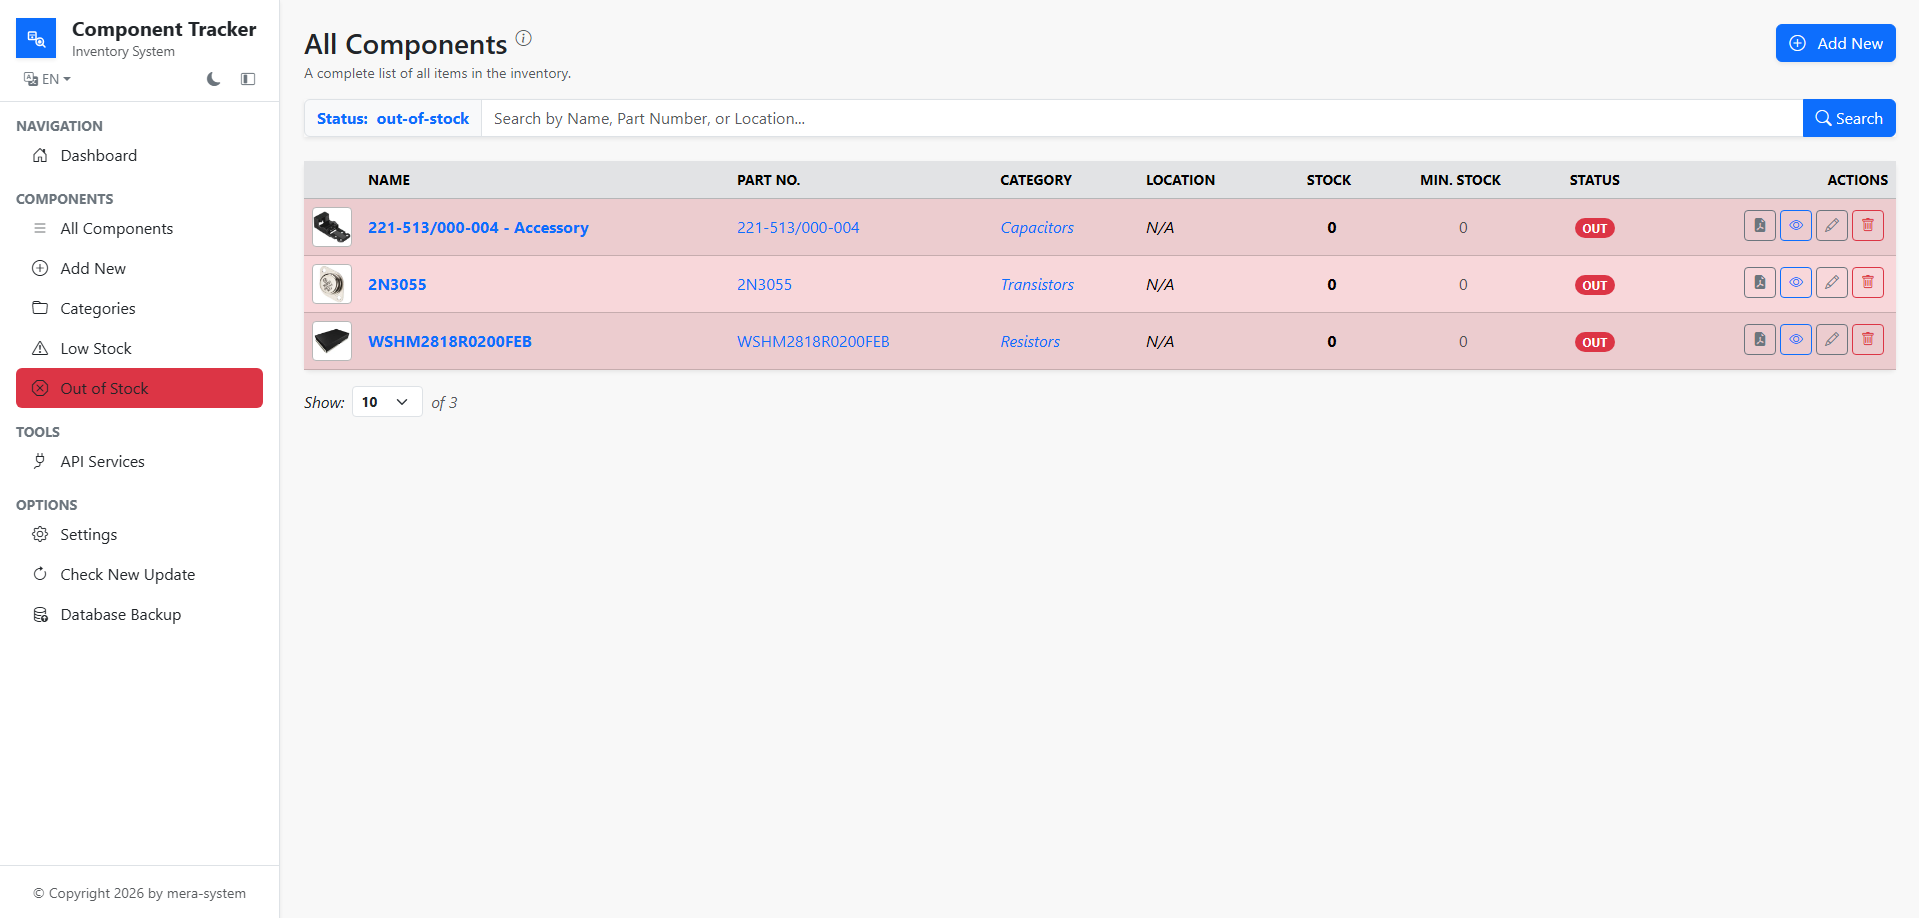 Component Tracker
Inventory System
EN
NAVIGATION
Dashboard
COMPONENTS
All Components
Add New
Categories
Low Stock
Out of Stock
TOOLS
API Services
OPTIONS
Settings
Check New Update
Database Backup
© Copyright 2026 by mera-system
All Components
A complete list of all items in the inventory.
Add New
Status: out-of-stock Search by Name, Part Number, or Location... Search
NAME PART NO. CATEGORY LOCATION STOCK MIN. STOCK STATUS ACTIONS
221-513/000-004 - Accessory 221-513/000-004 Capacitors N/A 0 0 OUT
2N3055 2N3055 Transistors N/A 0 0 OUT
WSHM2818R0200FEB WSHM2818R0200FEB Resistors N/A 0 0 OUT
Show: 10 of 3